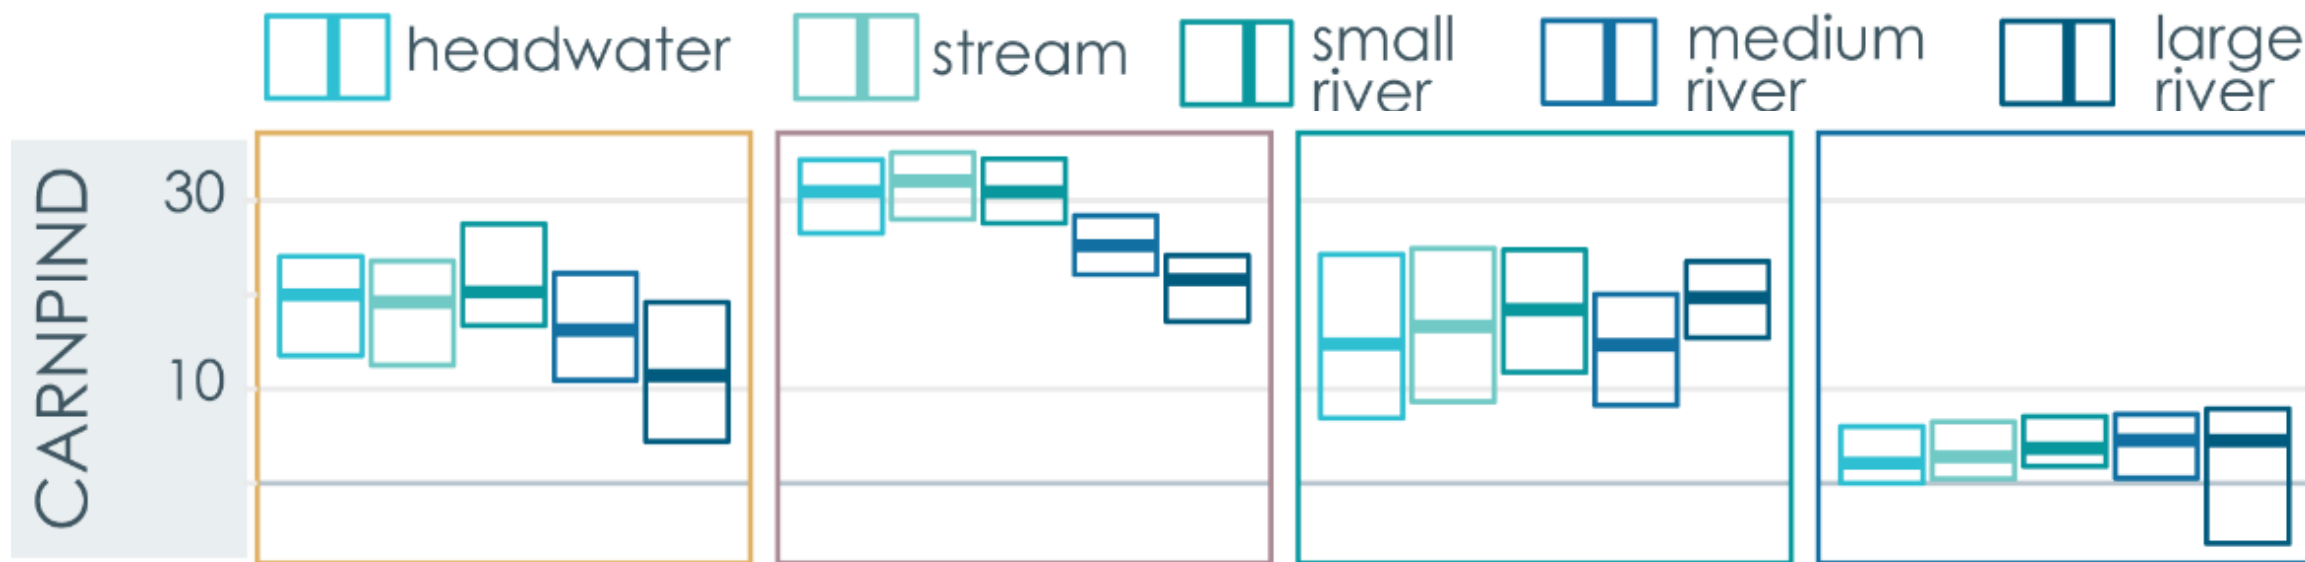 headwater
stream
small
river
medium
river
large
river
CARNPIND
30
10